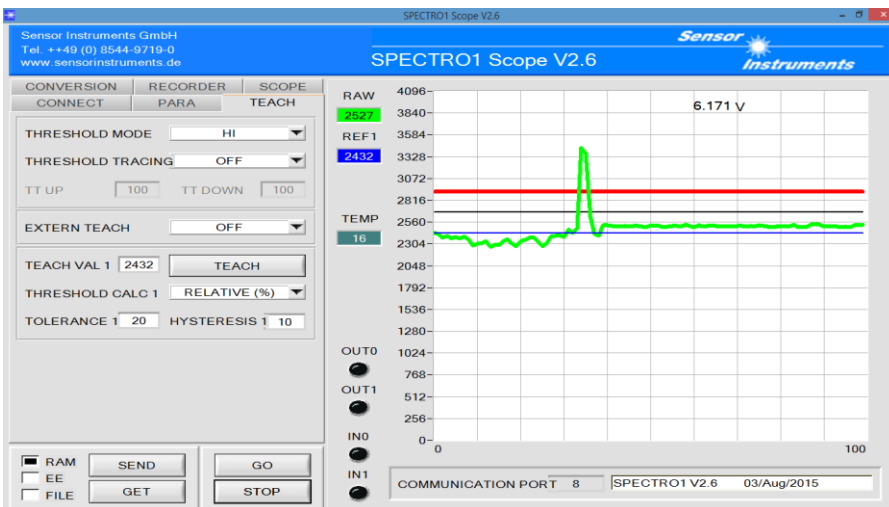 SPECTRO1 Scope V2.6
Sensor Instruments GmbH
Tel. ++49 (0) 8544-9719-0
www.sensorinstruments.de
SPECTRO1 Scope V2.6
Sensor
Instruments
CONVERSION RECORDER SCOPE
CONNECT PARA TEACH
THRESHOLD MODE HI
THRESHOLD TRACING OFF
TT UP 100 TT DOWN 100
EXTERN TEACH OFF
TEACH VAL 1 2432 TEACH
THRESHOLD CALC 1 RELATIVE (%)
TOLERANCE 1 20 HYSTERESIS 1 10
RAM
EE
FILE
SEND
GET
GO
STOP
RAW
2527
REF1
2432
TEMP
16
OUT0
OUT1
IN0
IN1
6.171 V
4096
3840
3584
3328
3072
2816
2560
2304
2048
1792
1536
1280
1024
768
512
256
0
0 100
COMMUNICATION PORT 8 SPECTRO1 V2.6 03/Aug/2015